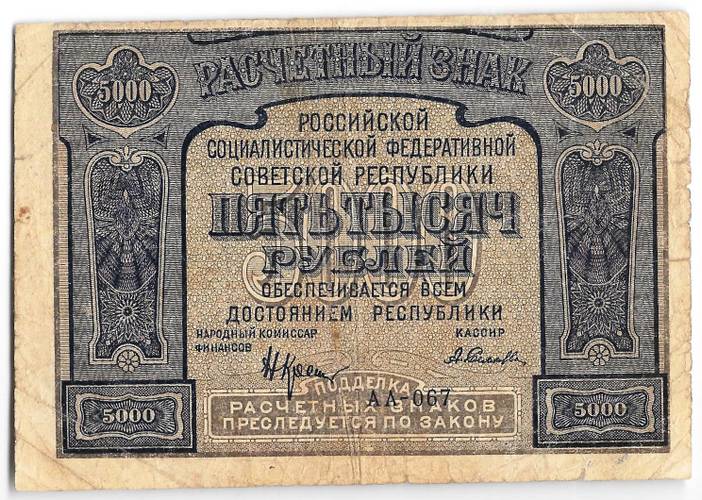 РАСЧЕТНЫЙ ЗНАК
5000 5000
РОССИЙСКОЙ
СОЦИАЛИСТИЧЕСКОЙ ФЕДЕРАТИВНОЙ
СОВЕТСКОЙ РЕСПУБЛИКИ
5000
ПЯТЬ ТЫСЯЧ
РУБЛЕЙ
ОБЕСПЕЧИВАЕТСЯ ВСЕМ
ДОСТОЯНИЕМ РЕСПУБЛИКИ
НАРОДНЫЙ КОМИССАР КАССИР
ФИНАНСОВ
ПОДДЕЛКА
АА-067
5000 РАСЧЕТНЫХ ЗНАКОВ 5000
ПРЕСЛЕДУЕТСЯ ПО ЗАКОНУ